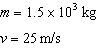 m = 1.5 × 10³ kg
v = 25 m/s